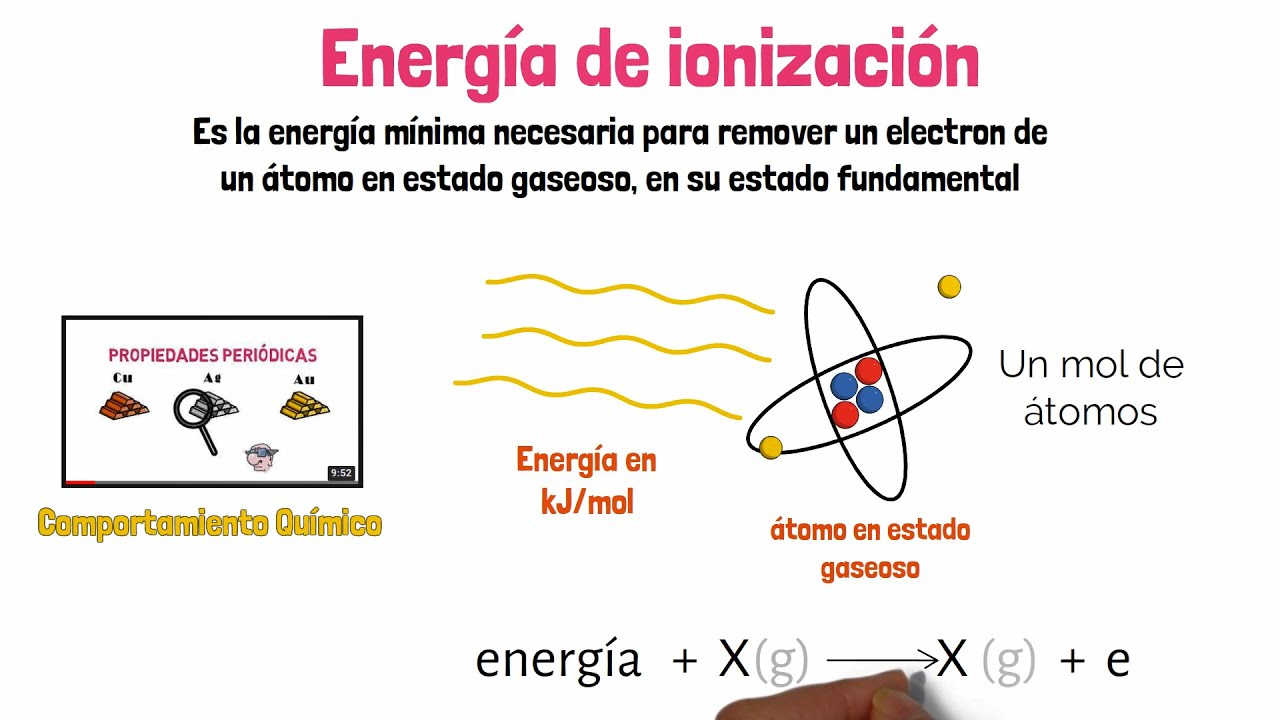 Energía de ionización
Es la energía mínima necesaria para remover un electron de
un átomo en estado gaseoso, en su estado fundamental
PROPIEDADES PERIÓDICAS
Cu Ag Au
9:52
Comportamiento Químico
Energía en
kJ/mol
Un mol de
átomos
átomo en estado
gaseoso
energía + X(g) ⟶ X (g) + e